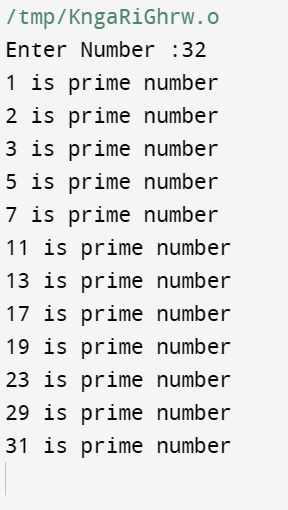 /tmp/KngaRiGhrw.o
Enter Number :32
1 is prime number
2 is prime number
3 is prime number
5 is prime number
7 is prime number
11 is prime number
13 is prime number
17 is prime number
19 is prime number
23 is prime number
29 is prime number
31 is prime number